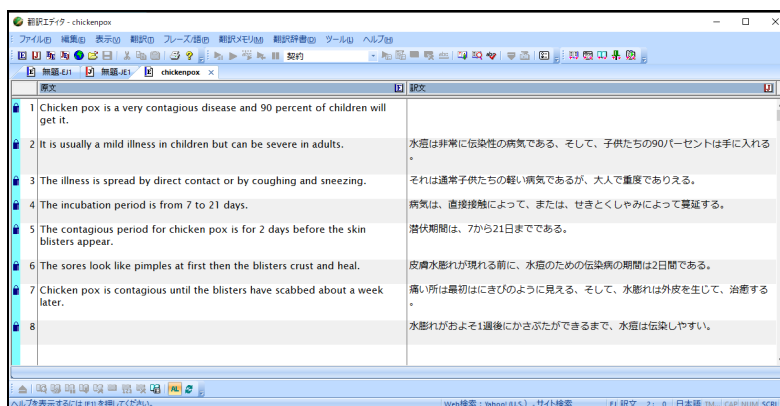 翻訳エディタ - chickenpox
ファイル(F) 編集(E) 表示(V) 翻訳(T) フレーズ/語(P) 翻訳メモリ(M) 翻訳辞書(D) ツール(L) ヘルプ(H)
契約
無題-EJ1 無題-JE1 chickenpox ×
原文 E 訳文 J
1 Chicken pox is a very contagious disease and 90 percent of children will
get it.
2 It is usually a mild illness in children but can be severe in adults. 水痘は非常に伝染性の病気である、そして、子供たちの90パーセントは手に入れる
。
3 The illness is spread by direct contact or by coughing and sneezing. それは通常子供たちの軽い病気であるが、大人で重度でありえる。
4 The incubation period is from 7 to 21 days. 病気は、直接接触によって、または、せきとくしゃみによって蔓延する。
5 The contagious period for chicken pox is for 2 days before the skin 潜伏期間は、7から21日までである。
blisters appear.
6 The sores look like pimples at first then the blisters crust and heal. 皮膚水膨れが現れる前に、水痘のための伝染病の期間は2日間である。
7 Chicken pox is contagious until the blisters have scabbed about a week 痛い所は最初はにきびのように見える、そして、水膨れは外皮を生じて、治癒する
later. 。
8 水膨れがおよそ1週後にかさぶたができるまで、水痘は伝染しやすい。
AL
ヘルプを表示するには [F1] を押してください。 Web検索：Yahoo! (U.S.) - サイト検索 EJ 訳文 2: 0 日本語 TM CAP NUM SCRL